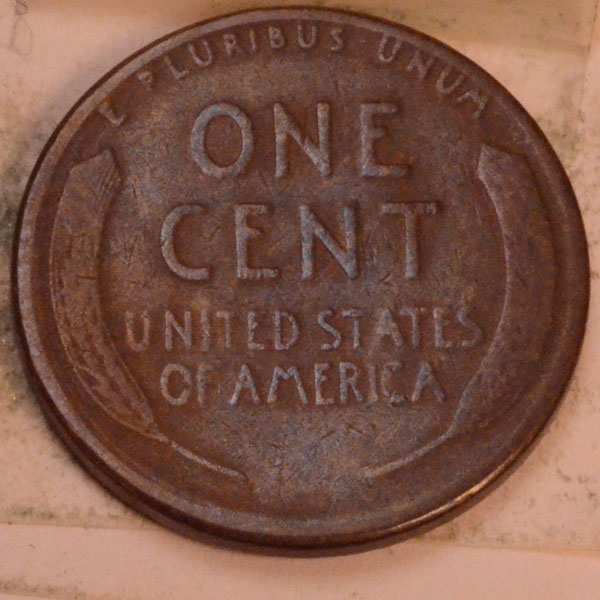 E PLURIBUS UNUM
ONE
CENT
UNITED STATES
OF AMERICA